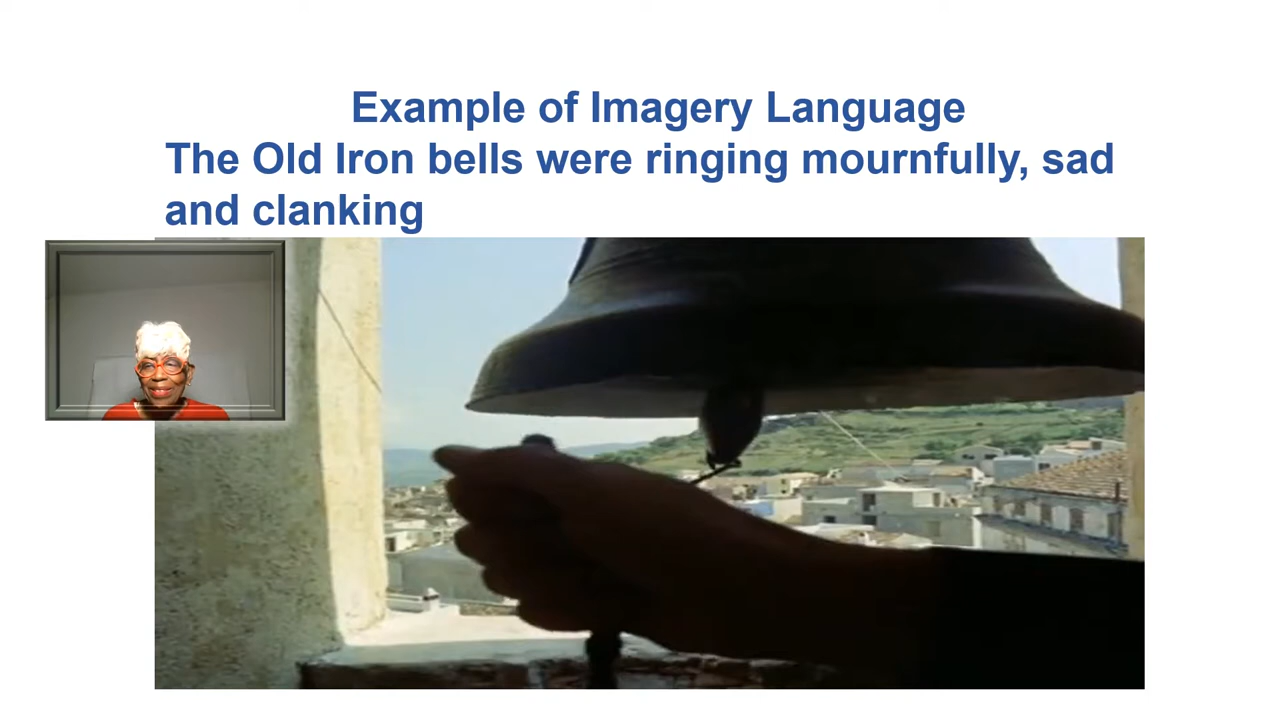 Example of Imagery Language
The Old Iron bells were ringing mournfully, sad
and clanking